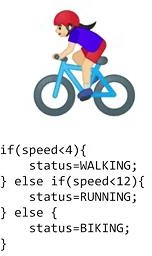 if(speed<4){
    status=WALKING;
} else if(speed<12){
    status=RUNNING;
} else {
    status=BIKING;
}